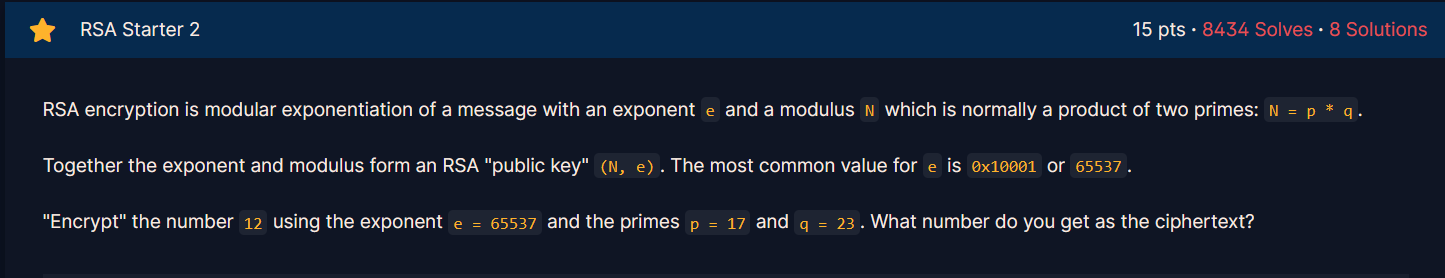 RSA Starter 2
15 pts · 8434 Solves · 8 Solutions
RSA encryption is modular exponentiation of a message with an exponent e and a modulus N which is normally a product of two primes: N = p * q.
Together the exponent and modulus form an RSA "public key" (N, e). The most common value for e is 0x10001 or 65537.
"Encrypt" the number 12 using the exponent e = 65537 and the primes p = 17 and q = 23. What number do you get as the ciphertext?